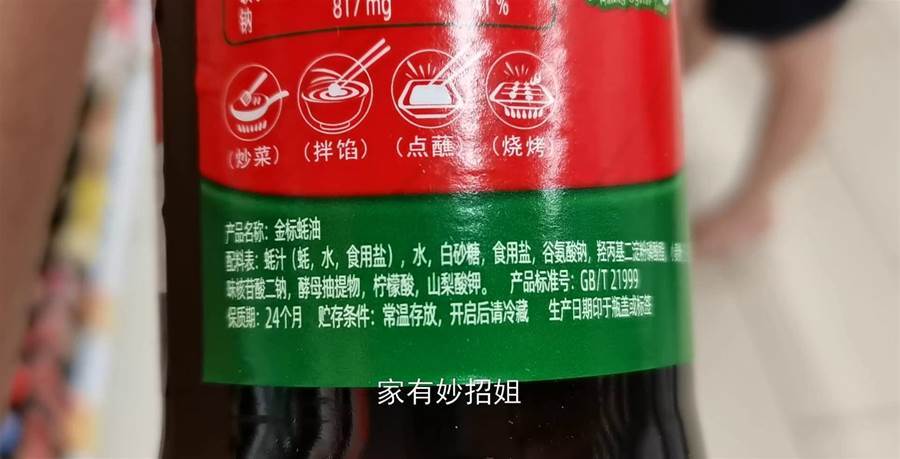 钠 817 mg 41%
(炒菜) (拌馅) (点蘸) (烧烤)
产品名称：金标蚝油
配料表：蚝汁（蚝，水，食用盐），水，白砂糖，食用盐，谷氨酸钠，羟丙基二淀粉磷酸酯，
味核苷酸二钠，酵母抽提物，柠檬酸，山梨酸钾。 产品标准号：GB/T 21999
保质期：24个月 贮存条件：常温存放，开启后请冷藏 生产日期印于瓶盖或标签
家有妙招姐